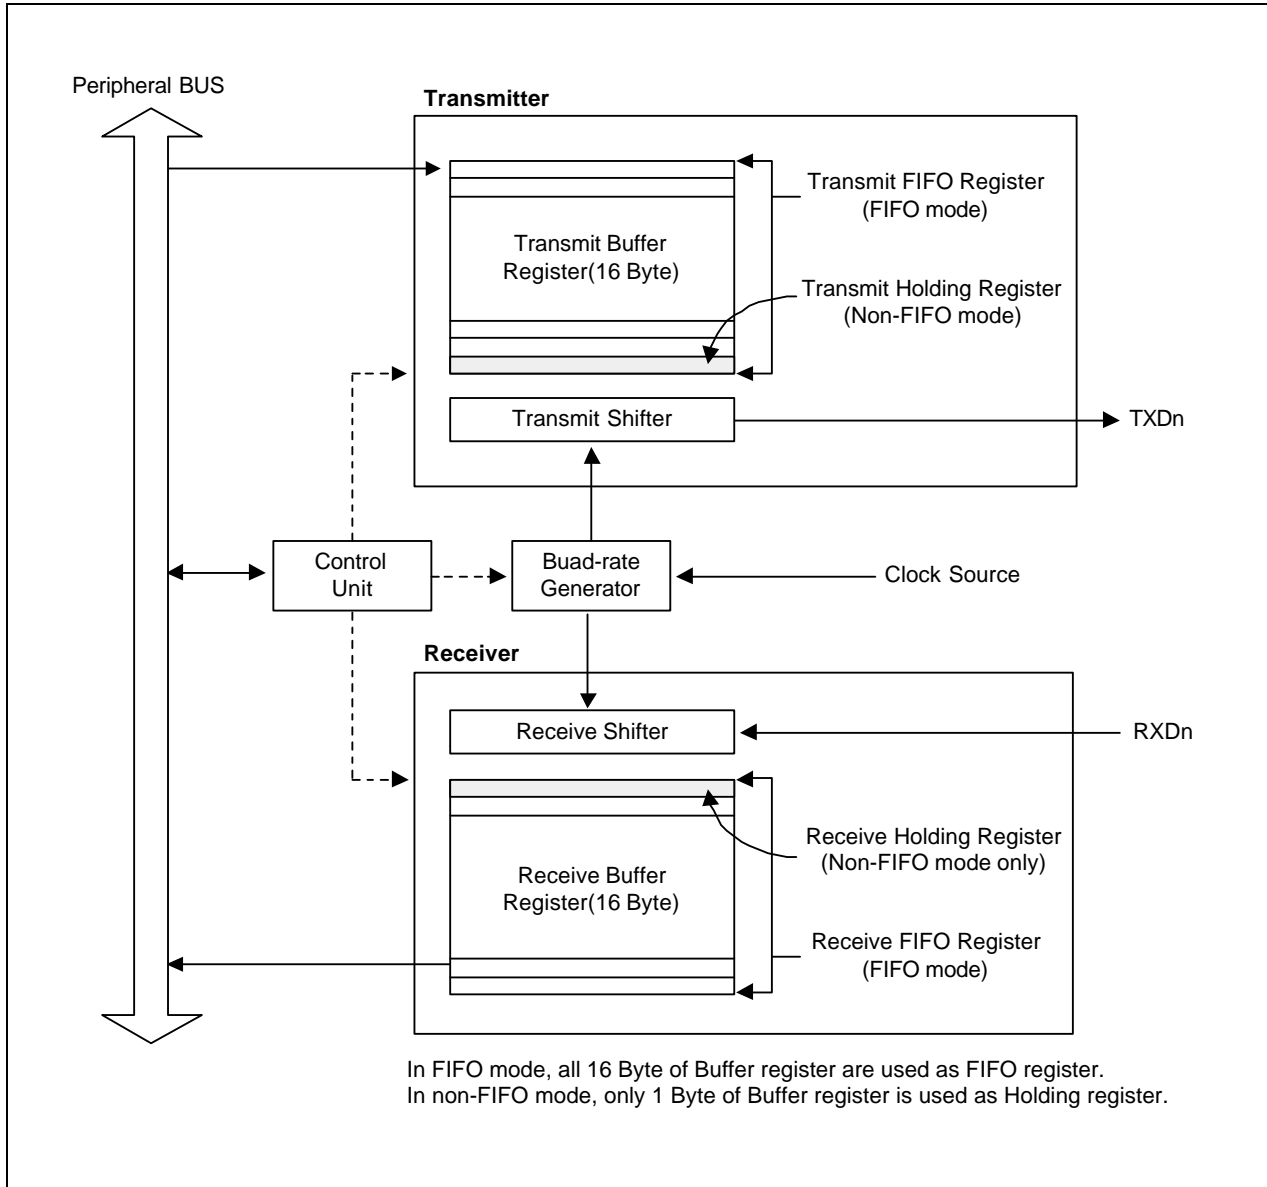 Peripheral BUS
Transmitter
Transmit FIFO Register
(FIFO mode)
Transmit Buffer
Register(16 Byte)
Transmit Holding Register
(Non-FIFO mode)
Transmit Shifter
TXDn
Control
Unit
Buad-rate
Generator
Clock Source
Receiver
Receive Shifter
RXDn
Receive Holding Register
(Non-FIFO mode only)
Receive Buffer
Register(16 Byte)
Receive FIFO Register
(FIFO mode)
In FIFO mode, all 16 Byte of Buffer register are used as FIFO register.
In non-FIFO mode, only 1 Byte of Buffer register is used as Holding register.